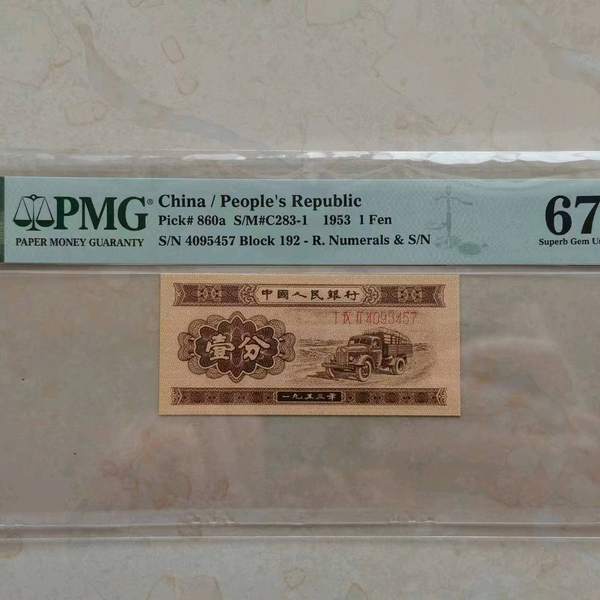 PMG®
PAPER MONEY GUARANTY
China / People's Republic
Pick# 860a S/M#C283-1 1953 1 Fen
S/N 4095457 Block 192 - R. Numerals & S/N
67
Superb Gem
中國人民銀行
4095457
壹分
一九五三年